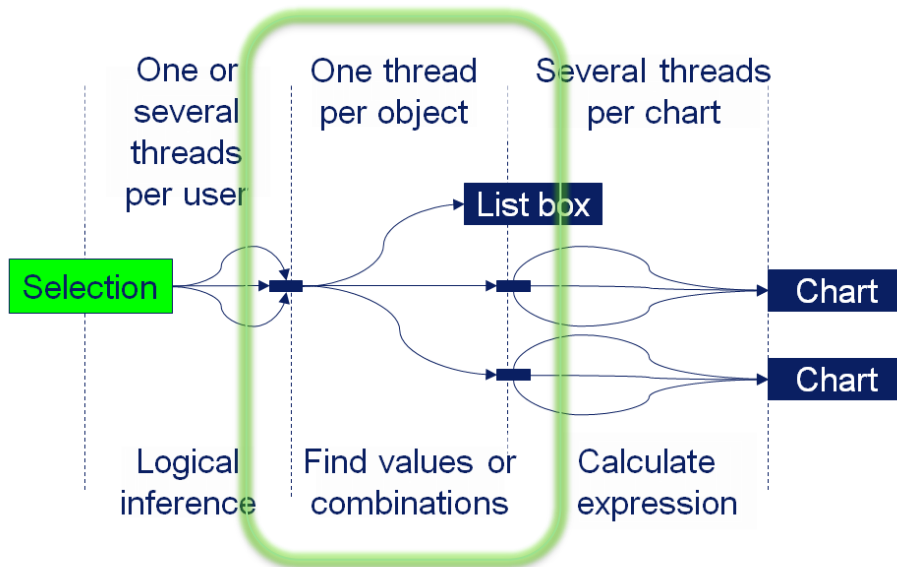 One or
several
threads
per user
One thread
per object
Several threads
per chart
List box
Selection
Chart
Chart
Logical
inference
Find values or
combinations
Calculate
expression